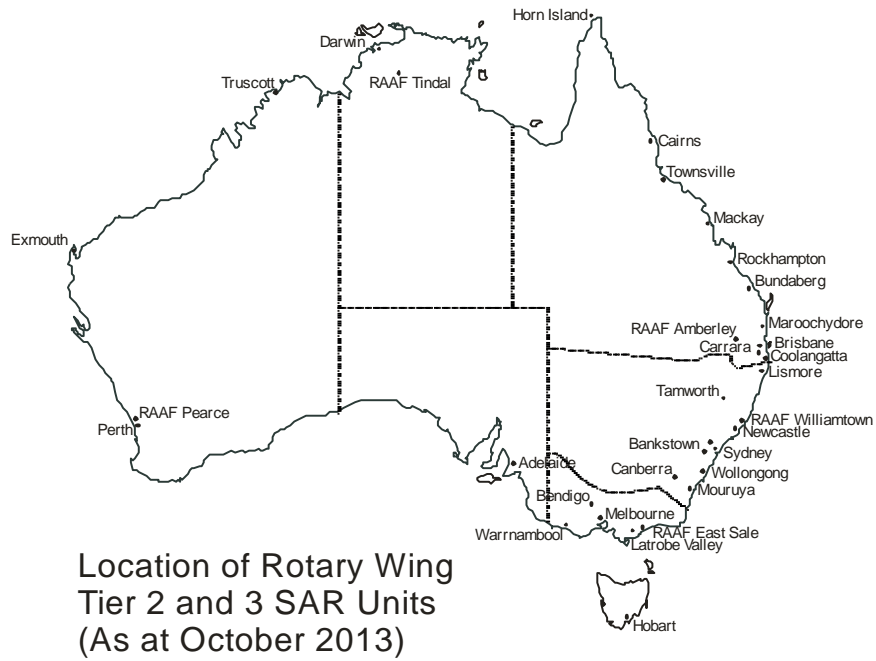 Horn Island
Darwin
Truscott
RAAF Tindal
Cairns
Townsville
Mackay
Exmouth
Rockhampton
Bundaberg
Maroochydore
RAAF Amberley
Brisbane
Carrara
Coolangatta
Lismore
Tamworth
RAAF Pearce
RAAF Williamtown
Perth
Newcastle
Bankstown
Sydney
Adelaide
Canberra
Wollongong
Mouruya
Bendigo
Melbourne
Warrnambool
RAAF East Sale
Latrobe Valley
Location of Rotary Wing
Tier 2 and 3 SAR Units
(As at October 2013)
Hobart